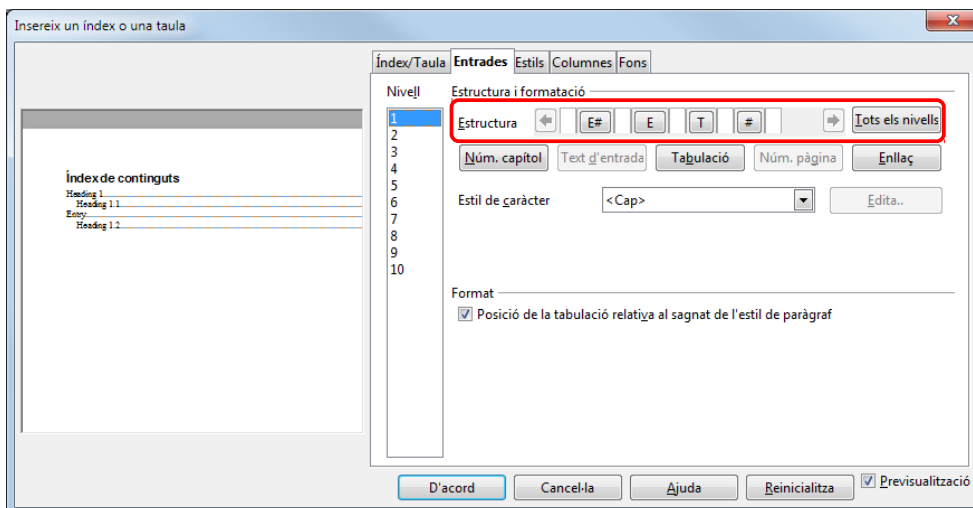 Insereix un índex o una taula
x
Índex/Taula Entrades Estils Columnes Fons
Nivell
1
2
3
4
5
6
7
8
9
10
Estructura i formatació
Estructura E# E T # Tots els nivells
Núm. capítol Text d'entrada Tabulació Núm. pàgina Enllaç
Estil de caràcter <Cap> Edita..
Format
Posició de la tabulació relativa al sagnat de l'estil de paràgraf
Índex de continguts
Heading 1
Heading 1.1
Entry
Heading 1.2
D'acord Cancel·la Ajuda Reinicialitza Previsualització